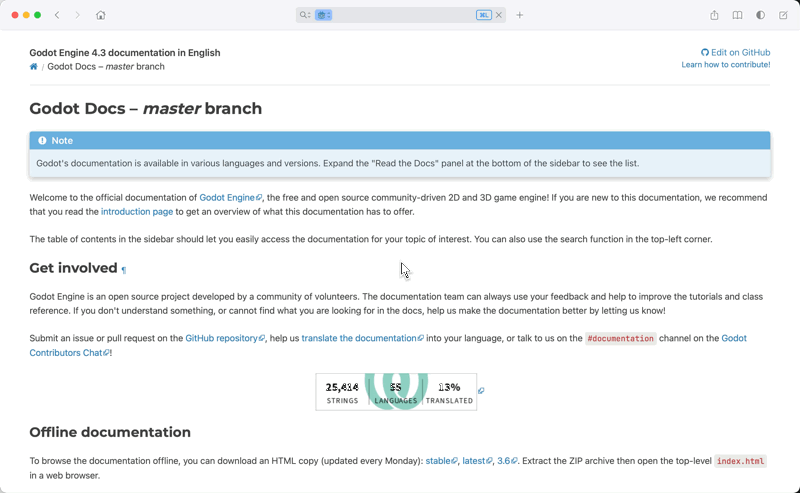 ⌘L
Godot Engine 4.3 documentation in English
Edit on GitHub
/ Godot Docs – master branch
Learn how to contribute!
Godot Docs – master branch
Note
Godot's documentation is available in various languages and versions. Expand the "Read the Docs" panel at the bottom of the sidebar to see the list.
Welcome to the official documentation of Godot Engine, the free and open source community-driven 2D and 3D game engine! If you are new to this documentation, we recommend
that you read the introduction page to get an overview of what this documentation has to offer.
The table of contents in the sidebar should let you easily access the documentation for your topic of interest. You can also use the search function in the top-left corner.
Get involved ¶
Godot Engine is an open source project developed by a community of volunteers. The documentation team can always use your feedback and help to improve the tutorials and class
reference. If you don't understand something, or cannot find what you are looking for in the docs, help us make the documentation better by letting us know!
Submit an issue or pull request on the GitHub repository, help us translate the documentation into your language, or talk to us on the #documentation channel on the Godot
Contributors Chat!
55 13%
STRINGS LANGUAGES TRANSLATED
Offline documentation
To browse the documentation offline, you can download an HTML copy (updated every Monday): stable, latest, 3.6. Extract the ZIP archive then open the top-level index.html
in a web browser.